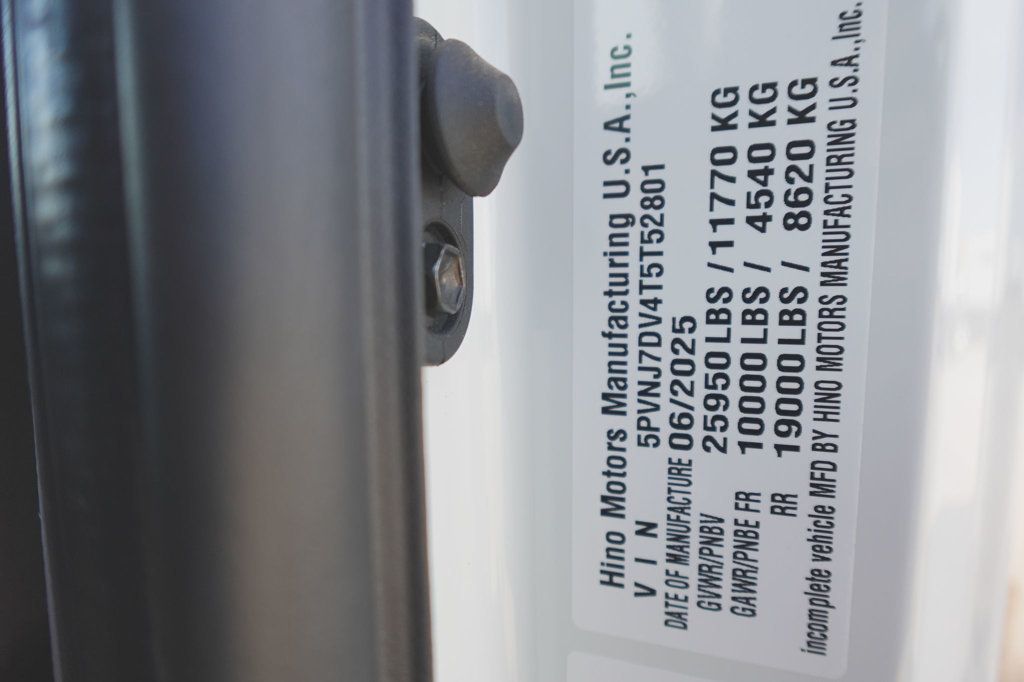 Hino Motors Manufacturing U.S.A.,Inc.
VIN 5PVNJ7DV4T5T52801
DATE OF MANUFACTURE 06/2025
GVWR/PNBV 25950 LBS / 11770 KG
GAWR/PNBE FR 10000 LBS / 4540 KG
RR 19000 LBS / 8620 KG
incomplete vehicle MFD BY HINO MOTORS MANUFACTURING U.S.A.,Inc.